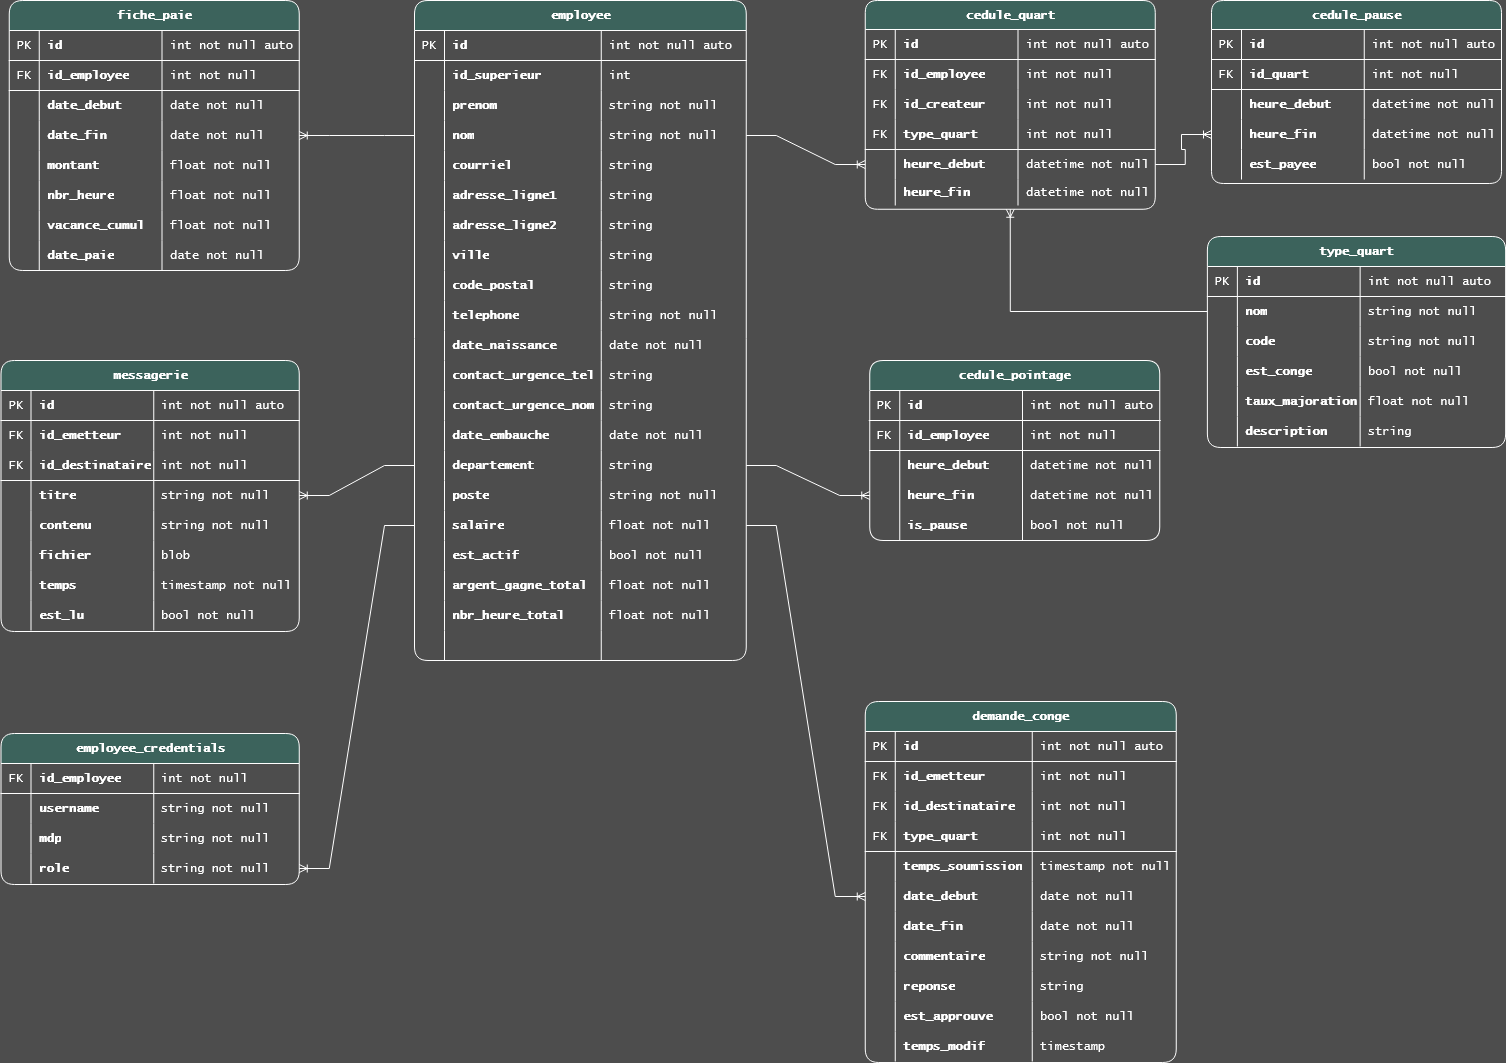 fiche_paie
PK id int not null auto
FK id_employee int not null
date_debut date not null
date_fin date not null
montant float not null
nbr_heure float not null
vacance_cumul float not null
date_paie date not null
employee
PK id int not null auto
id_superieur int
prenom string not null
nom string not null
courriel string
adresse_ligne1 string
adresse_ligne2 string
ville string
code_postal string
telephone string not null
date_naissance date not null
contact_urgence_tel string
contact_urgence_nom string
date_embauche date not null
departement string
poste string not null
salaire float not null
est_actif bool not null
argent_gagne_total float not null
nbr_heure_total float not null
cedule_quart
PK id int not null auto
FK id_employee int not null
FK id_createur int not null
FK type_quart int not null
heure_debut datetime not null
heure_fin datetime not null
cedule_pause
PK id int not null auto
FK id_quart int not null
heure_debut datetime not null
heure_fin datetime not null
est_payee bool not null
type_quart
PK id int not null auto
nom string not null
code string not null
est_conge bool not null
taux_majoration float not null
description string
messagerie
PK id int not null auto
FK id_emetteur int not null
FK id_destinataire int not null
titre string not null
contenu string not null
fichier blob
temps timestamp not null
est_lu bool not null
cedule_pointage
PK id int not null auto
FK id_employee int not null
heure_debut datetime not null
heure_fin datetime not null
is_pause bool not null
employee_credentials
FK id_employee int not null
username string not null
mdp string not null
role string not null
demande_conge
PK id int not null auto
FK id_emetteur int not null
FK id_destinataire int not null
FK type_quart int not null
temps_soumission timestamp not null
date_debut date not null
date_fin date not null
commentaire string not null
reponse string
est_approuve bool not null
temps_modif timestamp